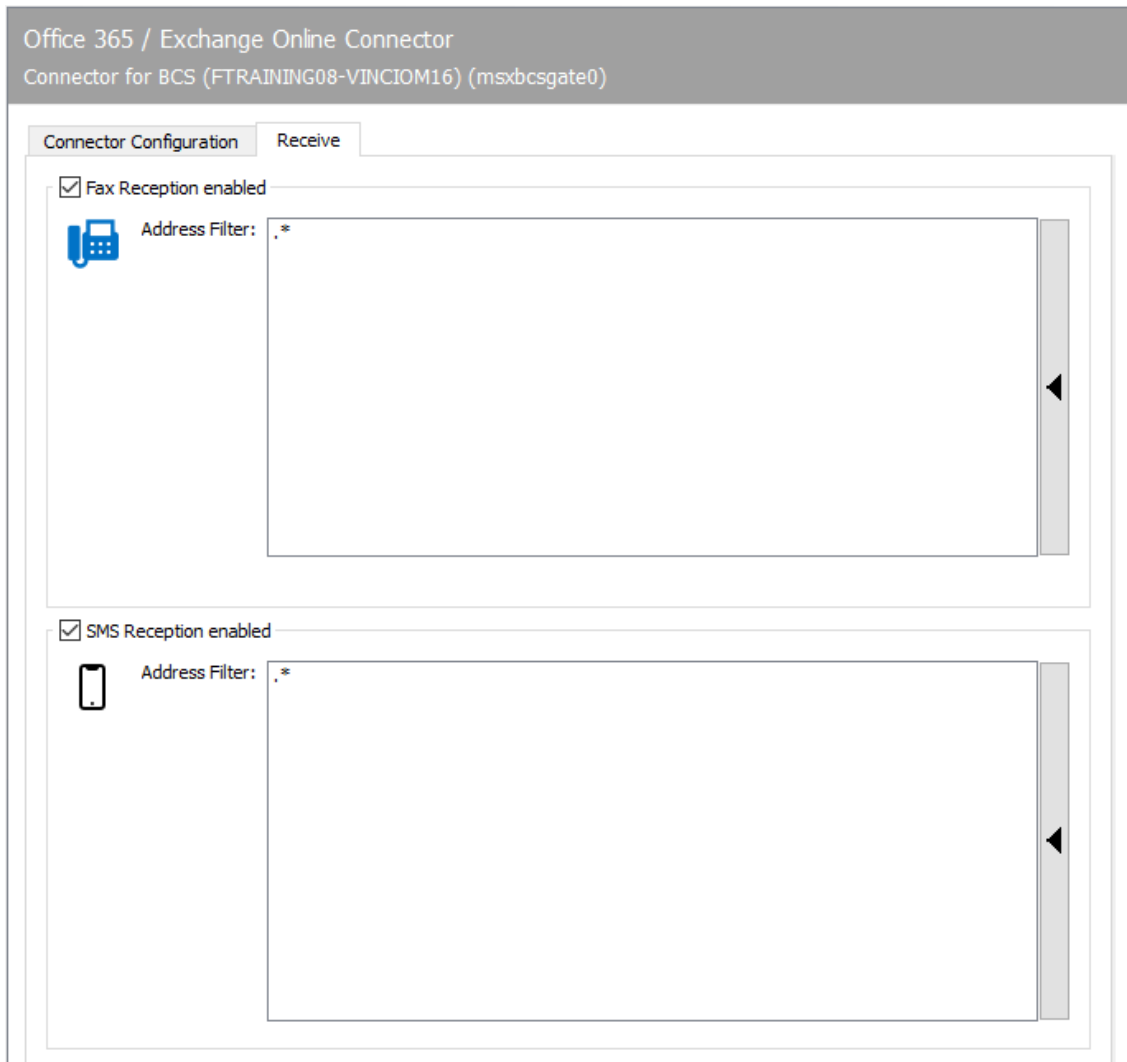 Office 365 / Exchange Online Connector
Connector for BCS (FTRAINING08-VINCIOM16) (msxbcsgate0)
Connector Configuration Receive
Fax Reception enabled
Address Filter: .*
SMS Reception enabled
Address Filter: .*